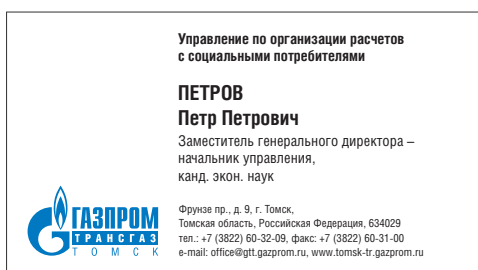 Управление по организации расчетов
с социальными потребителями
ПЕТРОВ
Петр Петрович
Заместитель генерального директора –
начальник управления,
канд. экон. наук
ГАЗПРОМ
ТРАНСГАЗ
ТОМСК
Фрунзе пр., д. 9, г. Томск,
Томская область, Российская Федерация, 634029
тел.: +7 (3822) 60-32-09, факс: +7 (3822) 60-31-00
e-mail: office@gtt.gazprom.ru, www.tomsk-tr.gazprom.ru